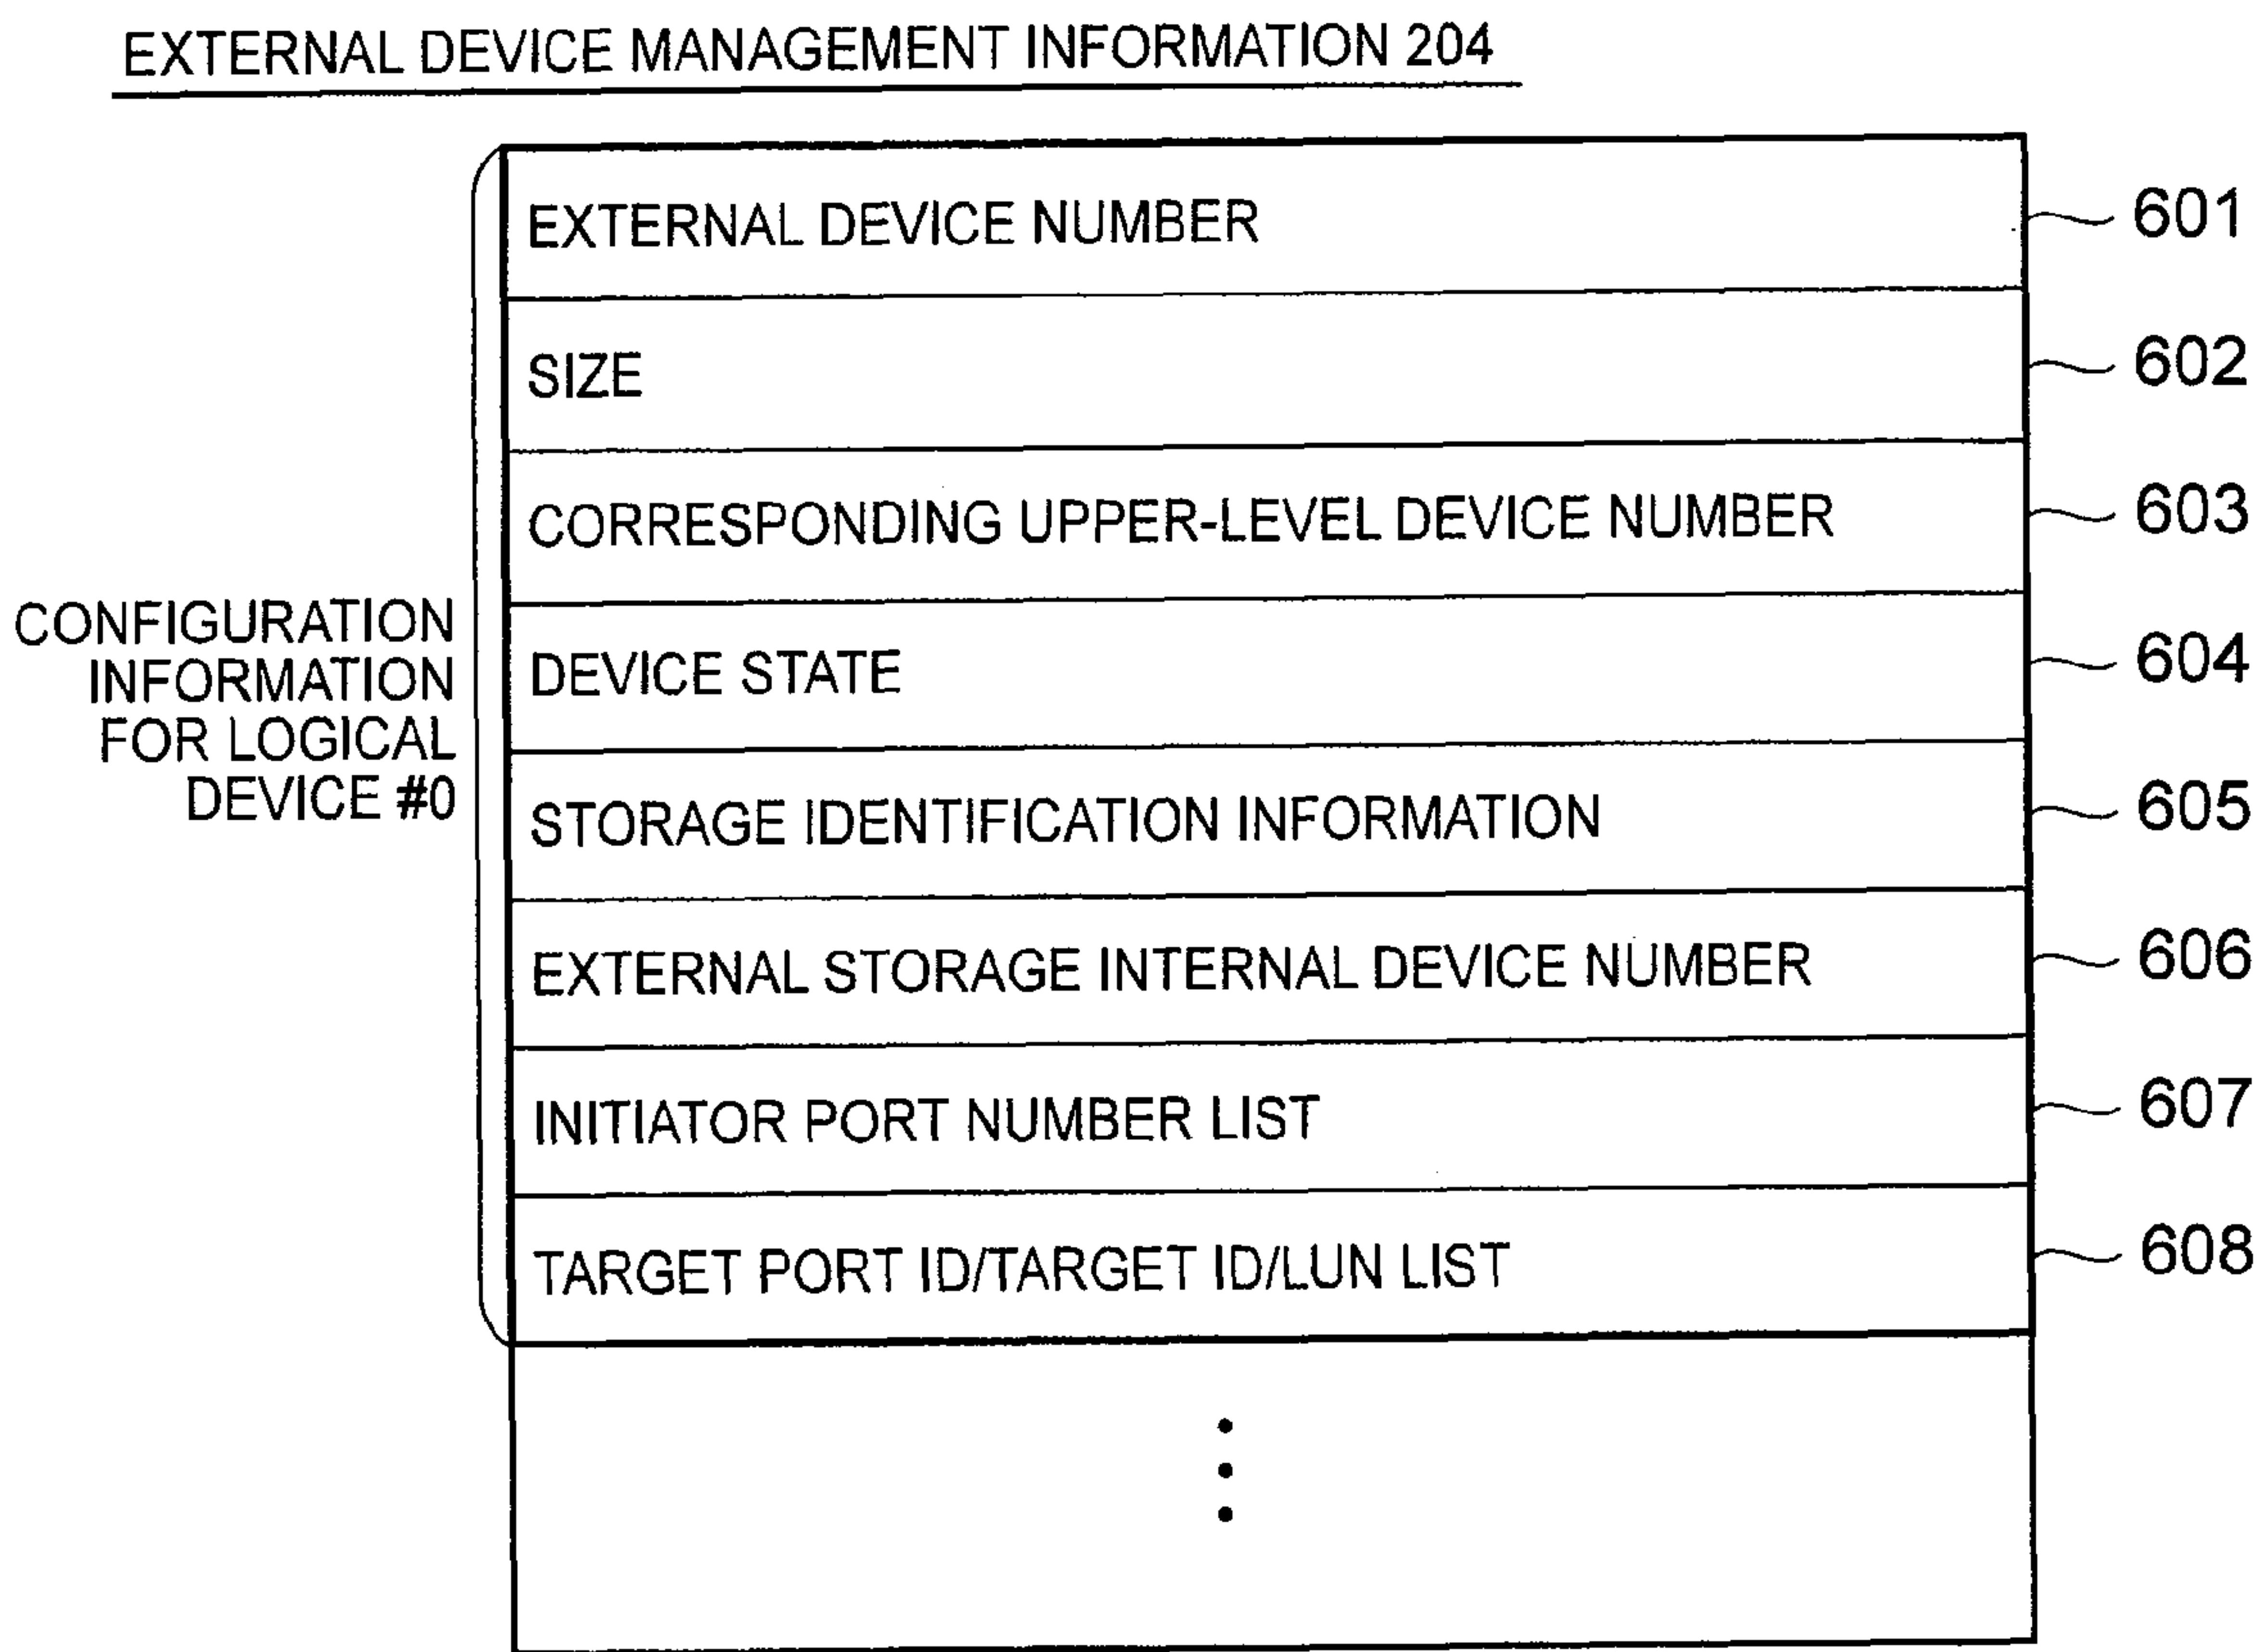 EXTERNAL DEVICE MANAGEMENT INFORMATION 204
EXTERNAL DEVICE NUMBER 601
SIZE 602
CORRESPONDING UPPER-LEVEL DEVICE NUMBER 603
CONFIGURATION
INFORMATION
FOR LOGICAL
DEVICE #0
DEVICE STATE 604
STORAGE IDENTIFICATION INFORMATION 605
EXTERNAL STORAGE INTERNAL DEVICE NUMBER 606
INITIATOR PORT NUMBER LIST 607
TARGET PORT ID/TARGET ID/LUN LIST 608